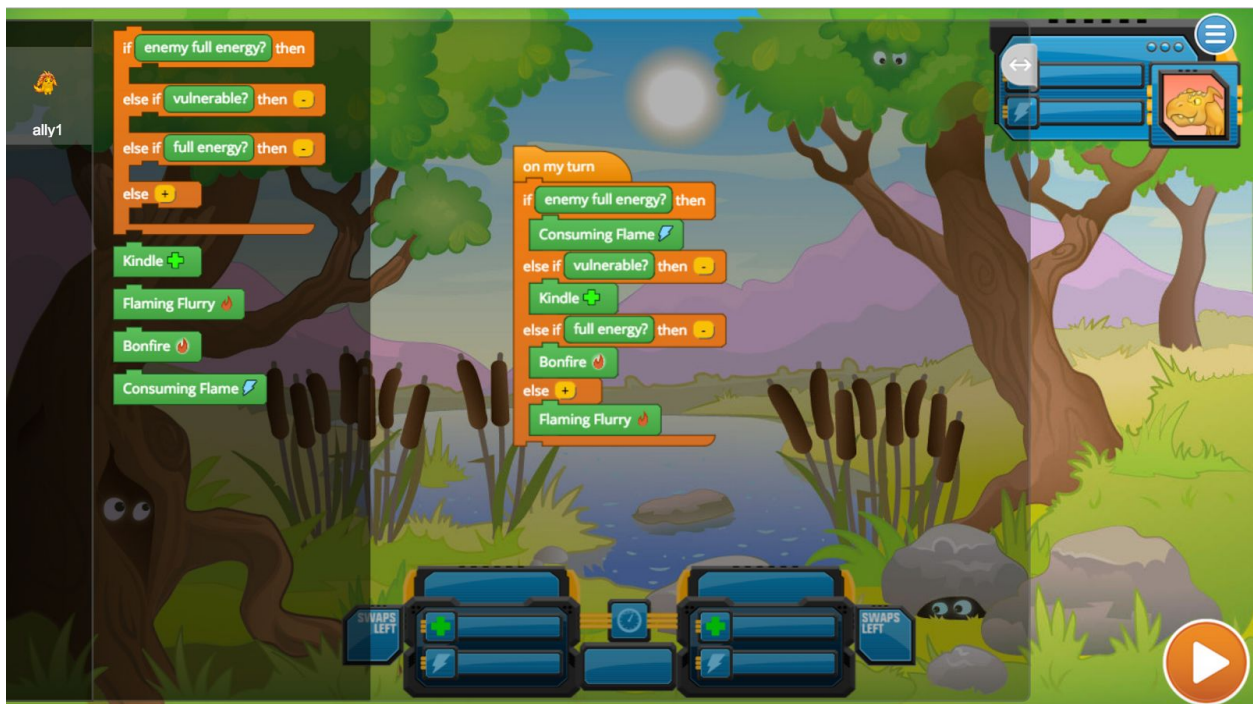 ally1
if enemy full energy? then
else if vulnerable? then -
else if full energy? then -
else +
Kindle
Flaming Flurry
Bonfire
Consuming Flame
on my turn
if enemy full energy? then
Consuming Flame
else if vulnerable? then -
Kindle
else if full energy? then -
Bonfire
else +
Flaming Flurry
SWAPS
LEFT
SWAPS
LEFT